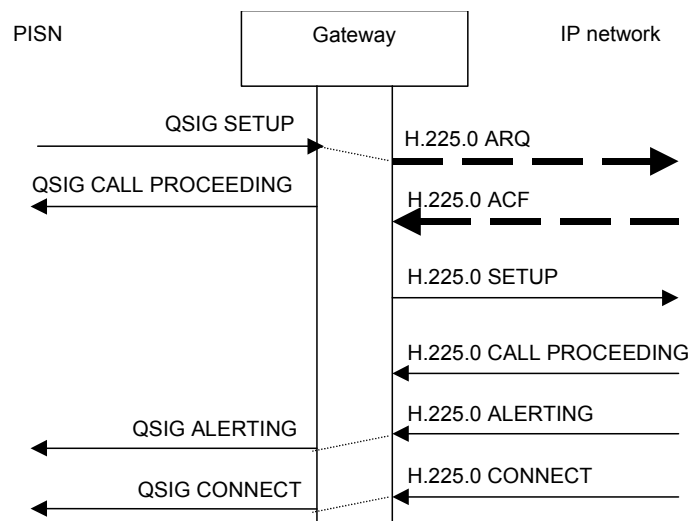 PISN
Gateway
IP network
QSIG SETUP
H.225.0 ARQ
QSIG CALL PROCEEDING
H.225.0 ACF
H.225.0 SETUP
H.225.0 CALL PROCEEDING
H.225.0 ALERTING
QSIG ALERTING
H.225.0 CONNECT
QSIG CONNECT